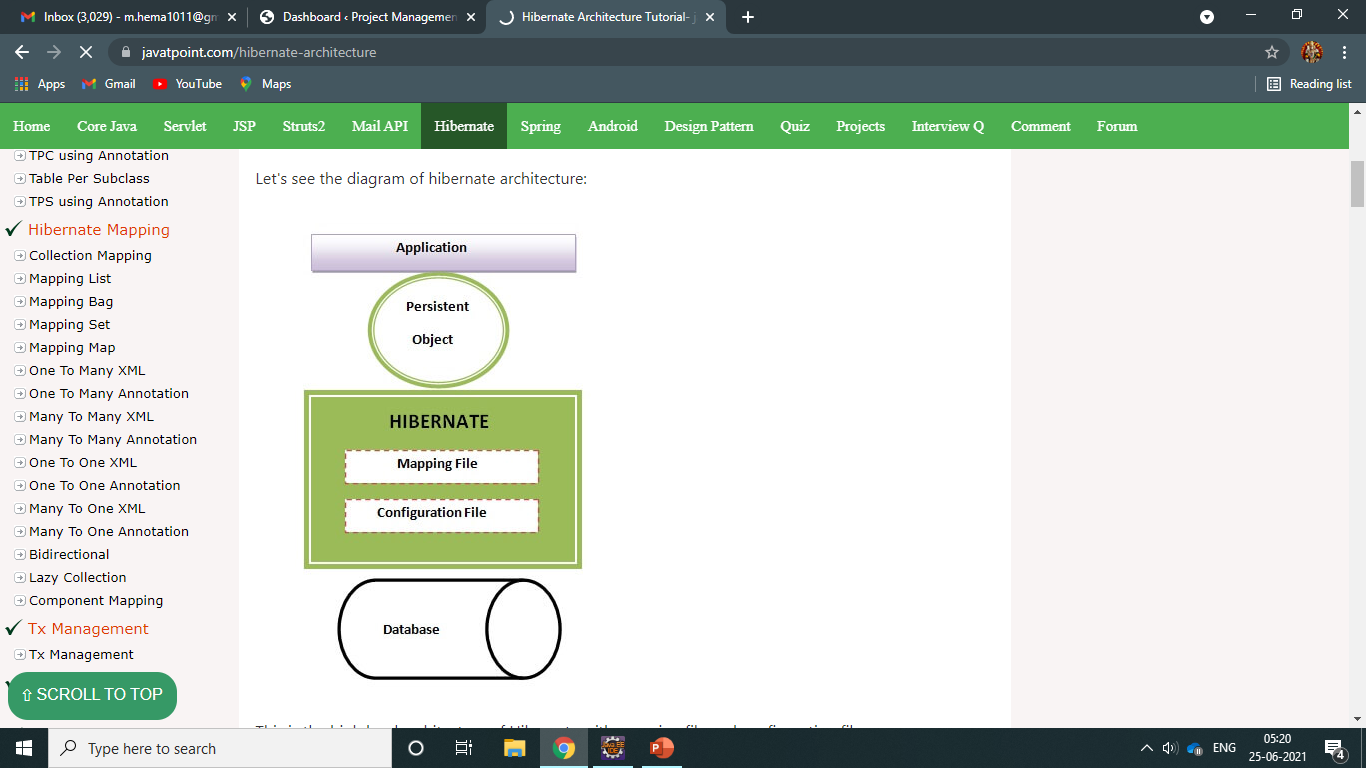 Inbox (3,029) - m.hema1011@gm
Dashboard ‹ Project Managemen
Hibernate Architecture Tutorial- j
javatpoint.com/hibernate-architecture
Apps
Gmail
YouTube
Maps
Reading list
Home
Core Java
Servlet
JSP
Struts2
Mail API
Hibernate
Spring
Android
Design Pattern
Quiz
Projects
Interview Q
Comment
Forum
TPC using Annotation
Table Per Subclass
TPS using Annotation
Hibernate Mapping
Collection Mapping
Mapping List
Mapping Bag
Mapping Set
Mapping Map
One To Many XML
One To Many Annotation
Many To Many XML
Many To Many Annotation
One To One XML
One To One Annotation
Many To One XML
Many To One Annotation
Bidirectional
Lazy Collection
Component Mapping
Tx Management
Tx Management
⇧ SCROLL TO TOP
Let's see the diagram of hibernate architecture:
Application
Persistent
Object
HIBERNATE
Mapping File
Configuration File
Database
Type here to search
ENG
05:20
25-06-2021
4